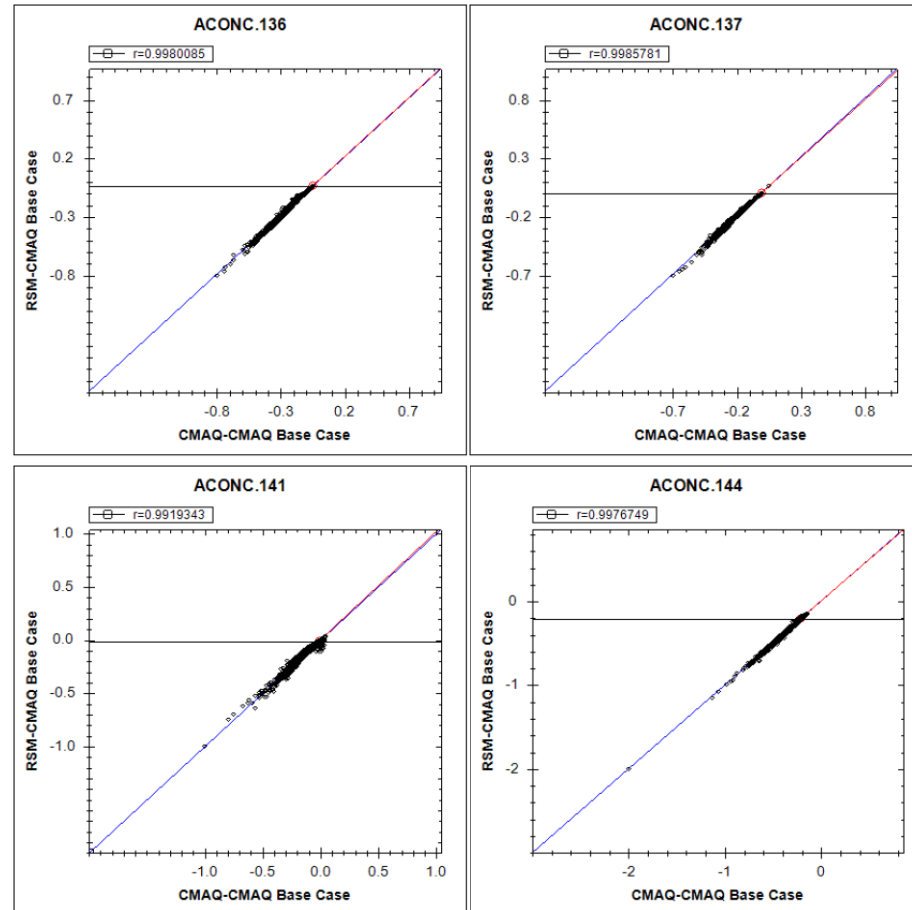 ACONC.136
r=0.9980085
0.7
0.2
-0.3
-0.8
RSM-CMAQ Base Case
-0.8 -0.3 0.2 0.7
CMAQ-CMAQ Base Case
ACONC.137
r=0.9985781
0.8
0.3
-0.2
-0.7
RSM-CMAQ Base Case
-0.7 -0.2 0.3 0.8
CMAQ-CMAQ Base Case
ACONC.141
r=0.9919343
1.0
0.5
0.0
-0.5
-1.0
RSM-CMAQ Base Case
-1.0 -0.5 0.0 0.5 1.0
CMAQ-CMAQ Base Case
ACONC.144
r=0.9976749
0
-1
-2
RSM-CMAQ Base Case
-2 -1 0
CMAQ-CMAQ Base Case